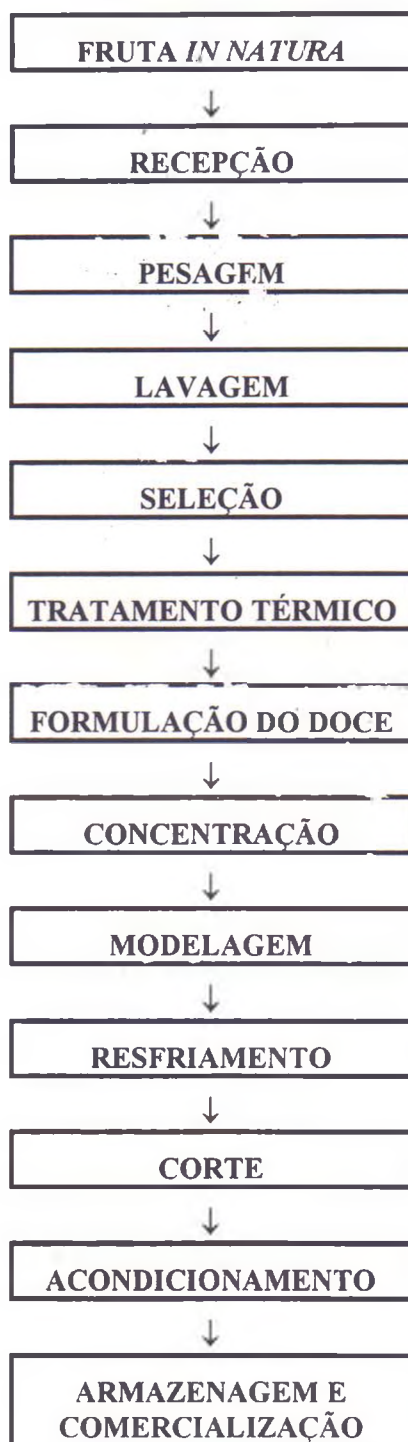 FRUTA IN NATURA
↓
RECEPÇÃO
↓
PESAGEM
↓
LAVAGEM
↓
SELEÇÃO
↓
TRATAMENTO TÉRMICO
↓
FORMULAÇÃO DO DOCE
↓
CONCENTRAÇÃO
↓
MODELAGEM
↓
RESFRIAMENTO
↓
CORTE
↓
ACONDICIONAMENTO
↓
ARMAZENAGEM E
COMERCIALIZAÇÃO